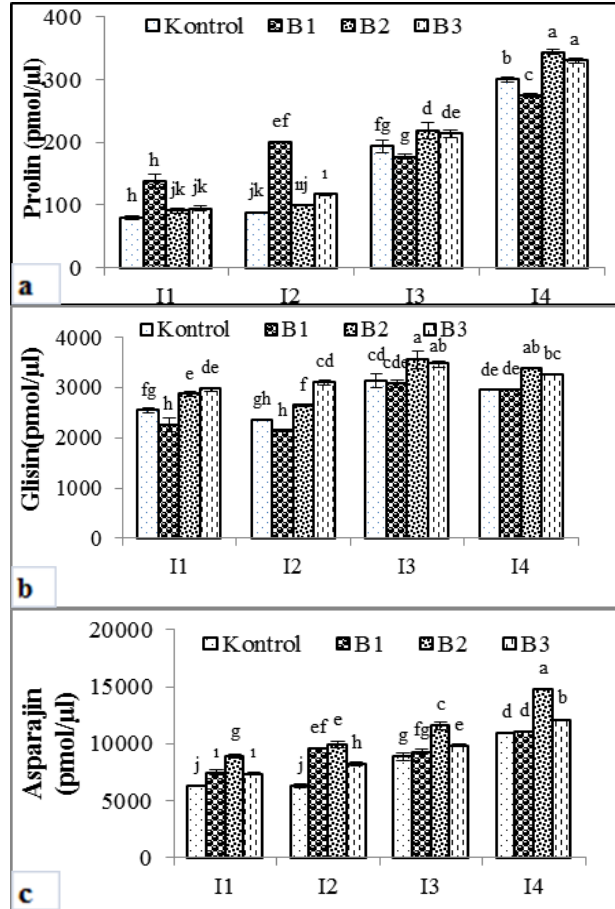 Kontrol B1 B2 B3
Prolin (pmol/µl)
400
300
200
100
0
h h jk jk
jk ef ııj ı
fg g d de
b c a a
I1 I2 I3 I4
a
Kontrol B1 B2 B3
Glisin(pmol/µl)
4000
3000
2000
1000
0
fg h e de
gh h f cd
cd cde a ab
de de ab bc
I1 I2 I3 I4
b
Kontrol B1 B2 B3
Asparajin
(pmol/µl)
20000
15000
10000
5000
0
j ı g ı
j ef e h
g fg c e
d d a b
I1 I2 I3 I4
c